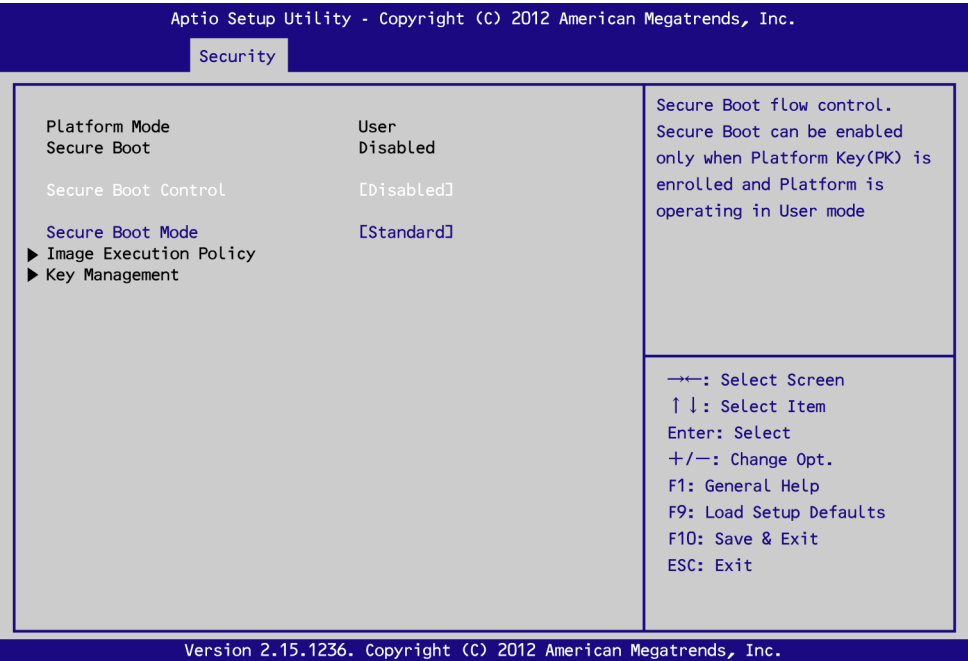 Aptio Setup Utility - Copyright (C) 2012 American Megatrends, Inc.
Security
Platform Mode User
Secure Boot Disabled
Secure Boot Control [Disabled]
Secure Boot Mode [Standard]
▶ Image Execution Policy
▶ Key Management
Secure Boot flow control.
Secure Boot can be enabled
only when Platform Key(PK) is
enrolled and Platform is
operating in User mode
→←: Select Screen
↑↓: Select Item
Enter: Select
+/-: Change Opt.
F1: General Help
F9: Load Setup Defaults
F10: Save & Exit
ESC: Exit
Version 2.15.1236. Copyright (C) 2012 American Megatrends, Inc.